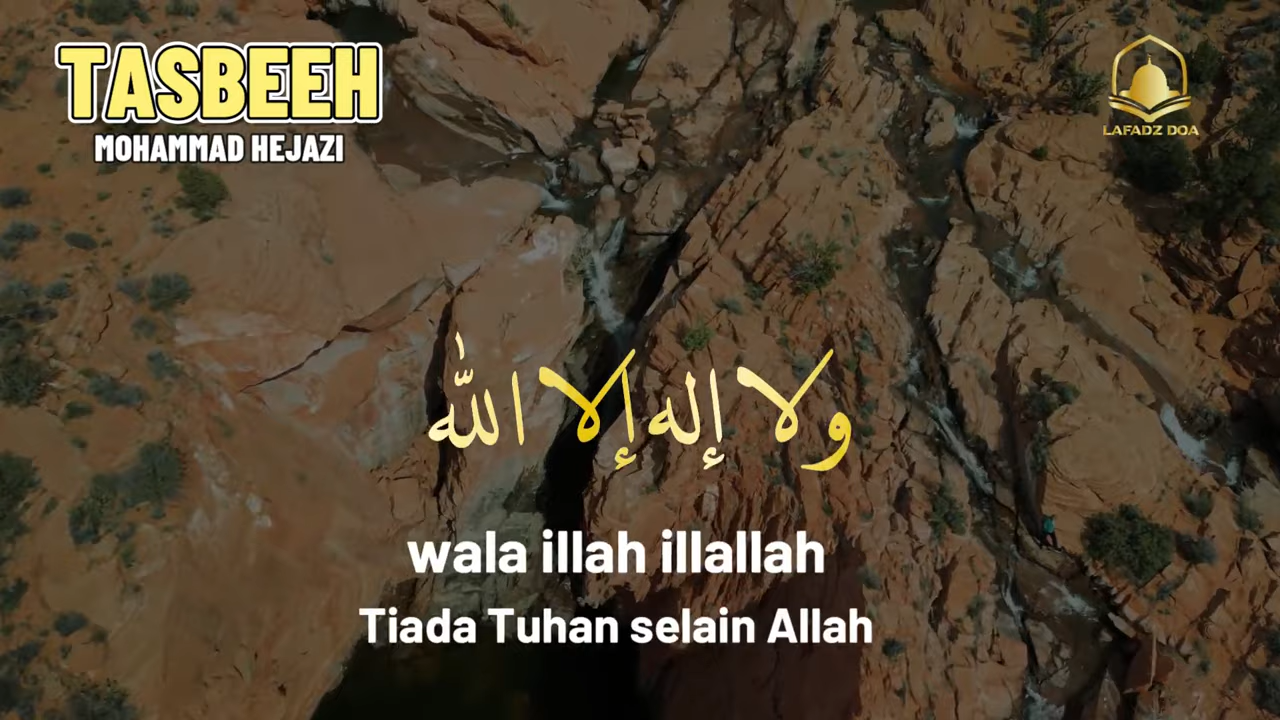 TASBEEH
MOHAMMAD HEJAZI
LAFADZ DOA
ولا إله إلا الله
wala illah illallah
Tiada Tuhan selain Allah